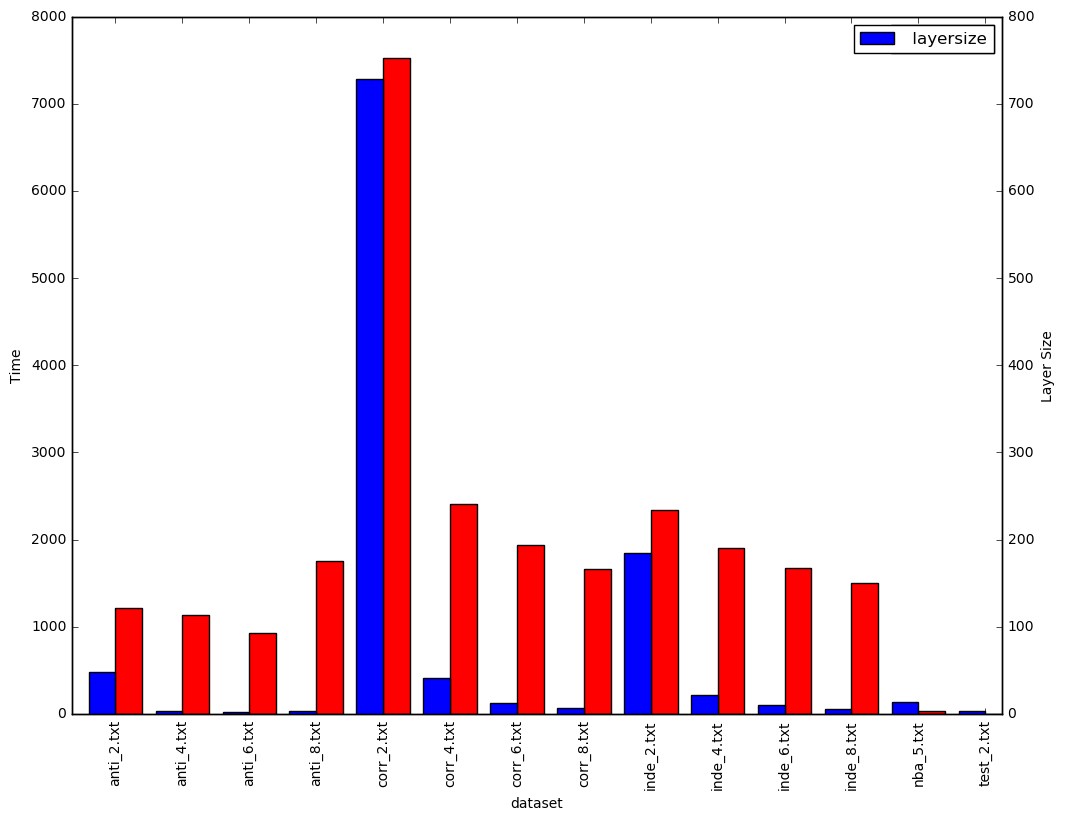 8000
7000
6000
5000
4000
3000
2000
1000
0
Time
layersize
800
700
600
500
400
300
200
100
0
Layer Size
anti_2.txt
anti_4.txt
anti_6.txt
anti_8.txt
corr_2.txt
corr_4.txt
corr_6.txt
corr_8.txt
inde_2.txt
inde_4.txt
inde_6.txt
inde_8.txt
nba_5.txt
test_2.txt
dataset